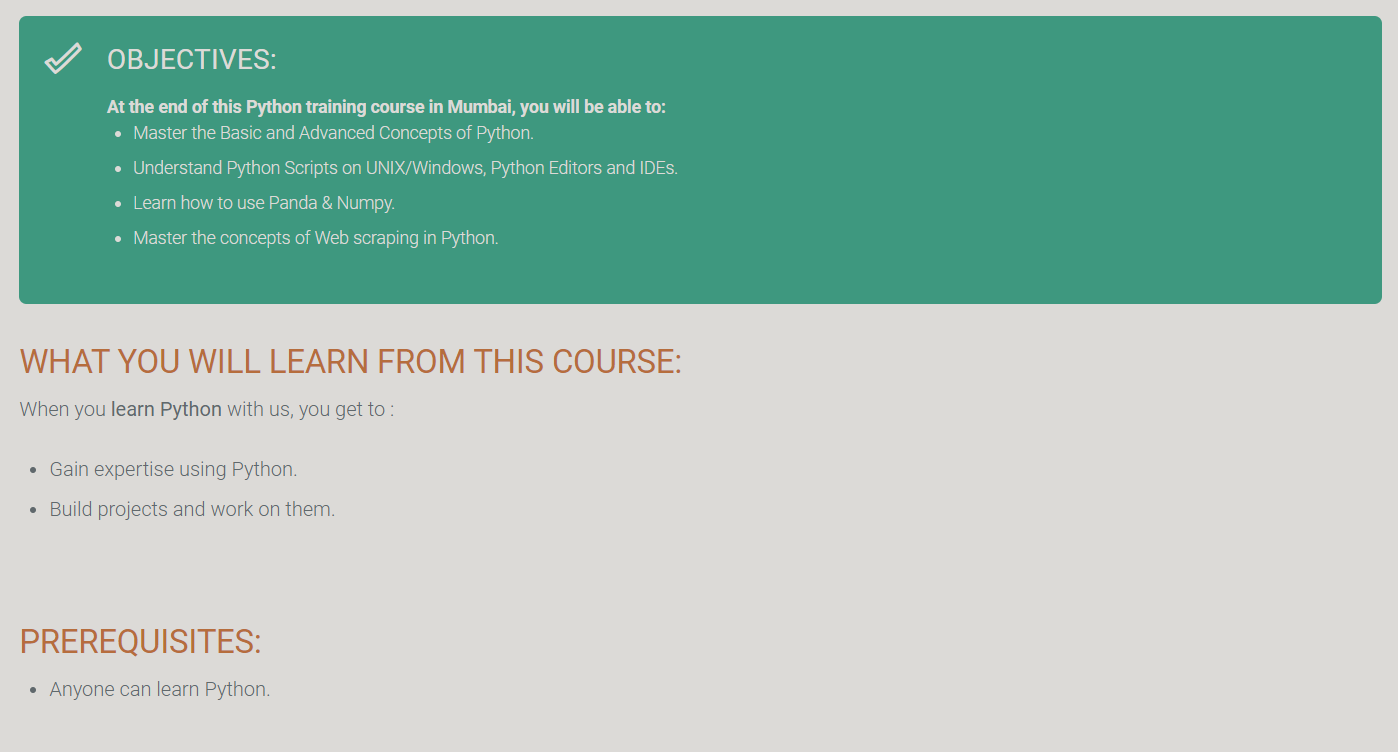 OBJECTIVES:
At the end of this Python training course in Mumbai, you will be able to:
Master the Basic and Advanced Concepts of Python.
Understand Python Scripts on UNIX/Windows, Python Editors and IDEs.
Learn how to use Panda & Numpy.
Master the concepts of Web scraping in Python.
WHAT YOU WILL LEARN FROM THIS COURSE:
When you learn Python with us, you get to :
Gain expertise using Python.
Build projects and work on them.
PREREQUISITES:
Anyone can learn Python.